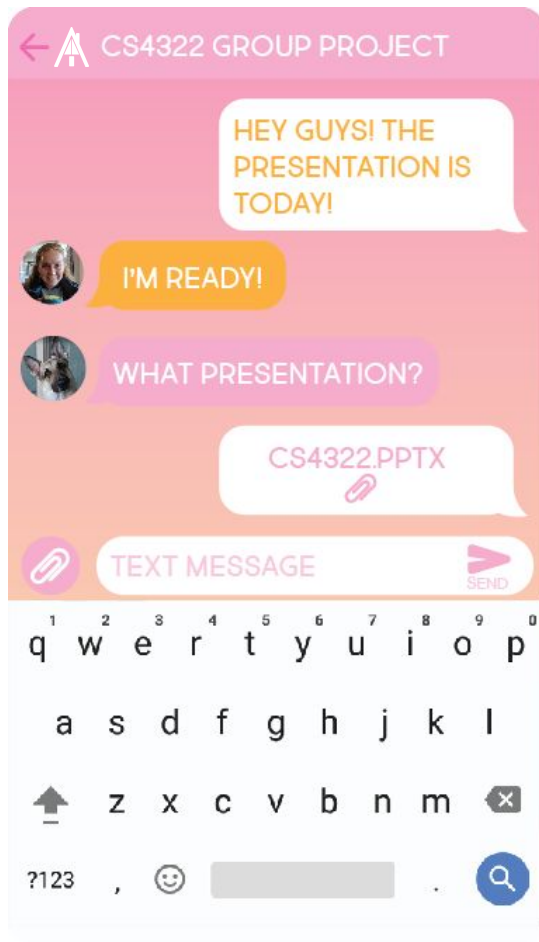 CS4322 GROUP PROJECT
HEY GUYS! THE
PRESENTATION IS
TODAY!
I'M READY!
WHAT PRESENTATION?
CS4322.PPTX
TEXT MESSAGE
SEND
1 2 3 4 5 6 7 8 9 0
q w e r t y u i o p
a s d f g h j k l
z x c v b n m
?123 , .